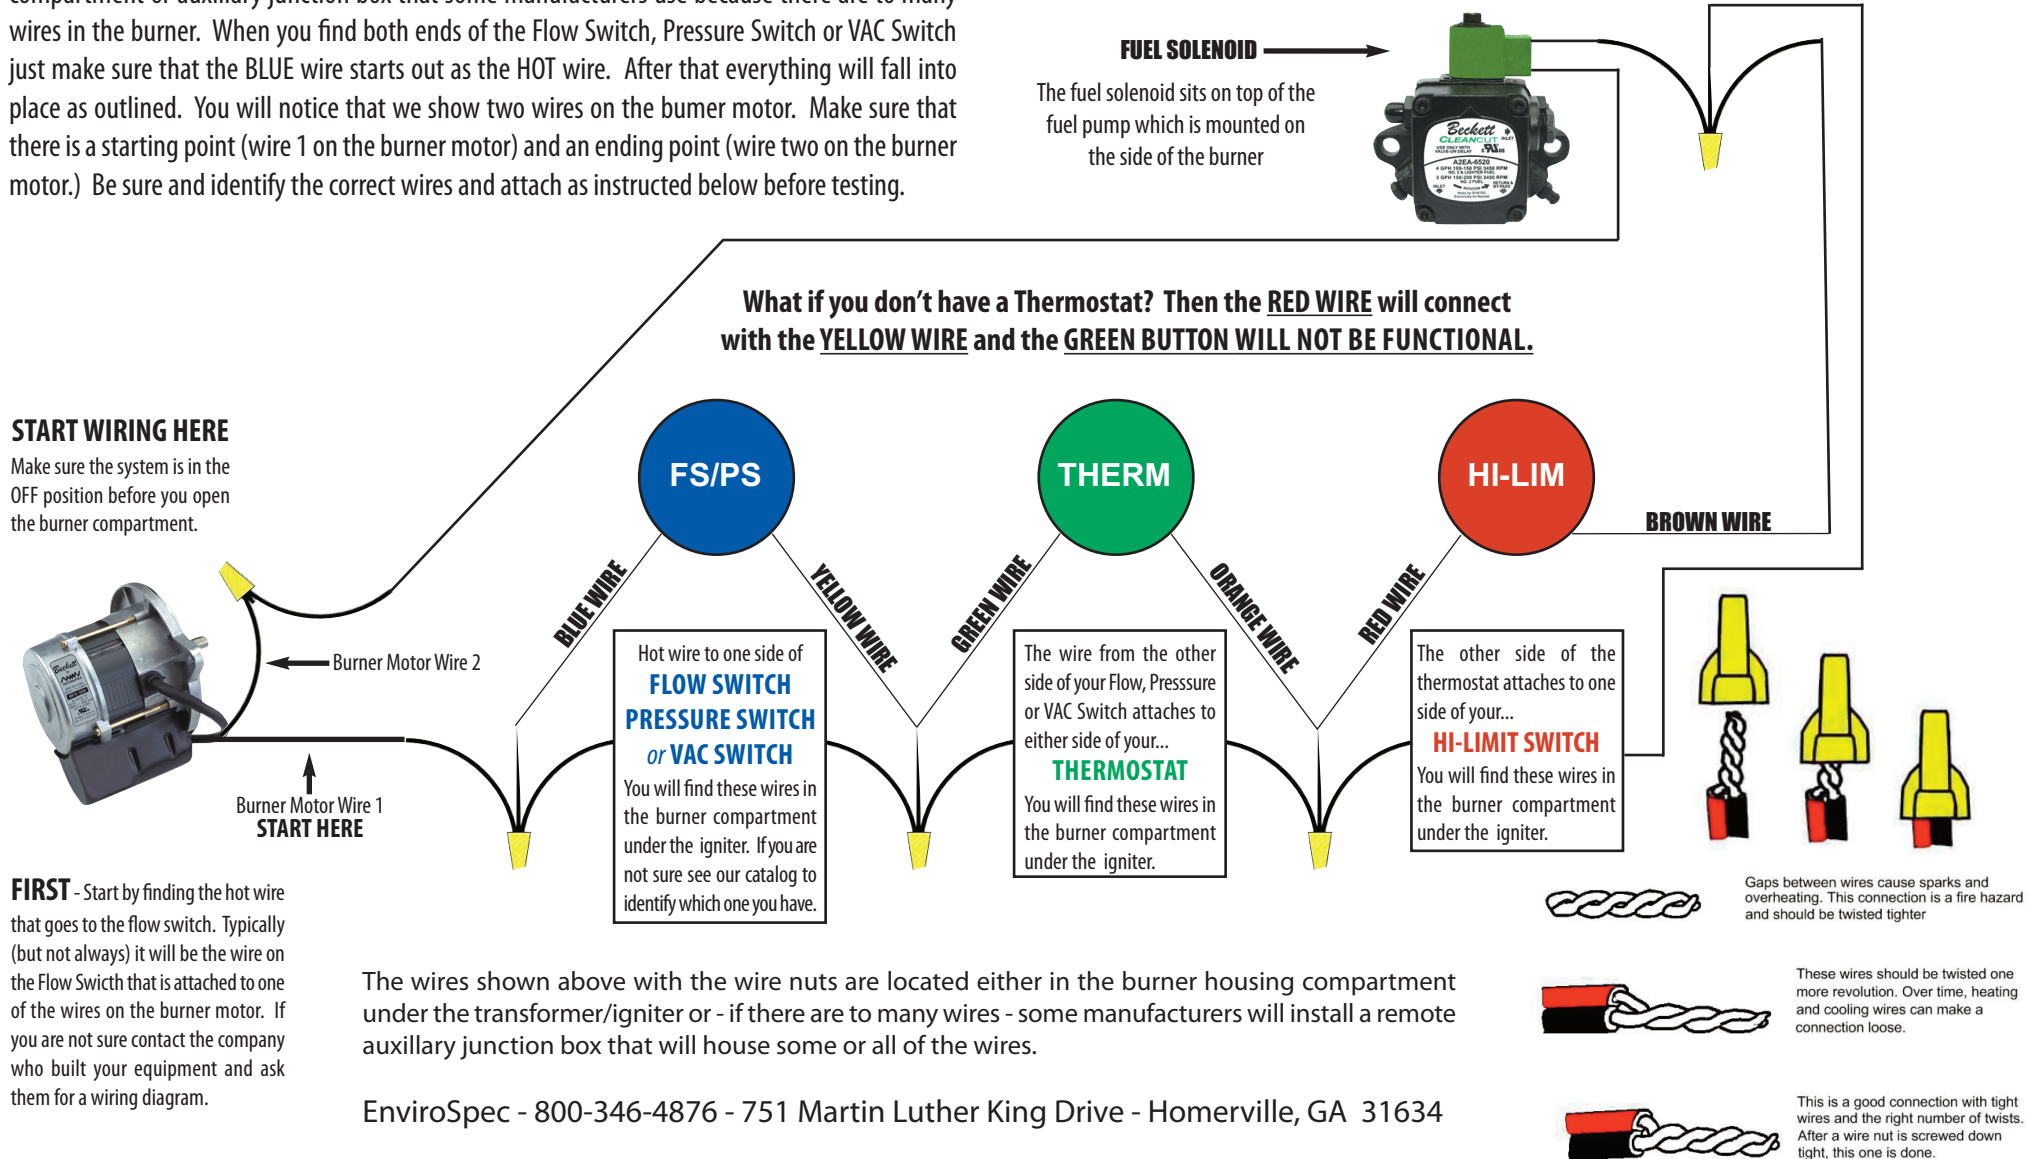 compartment or auxiliary junction box that some manufacturers use because there are to many
wires in the burner. When you find both ends of the Flow Switch, Pressure Switch or VAC Switch
just make sure that the BLUE wire starts out as the HOT wire. After that everything will fall into
place as outlined. You will notice that we show two wires on the bumer motor. Make sure that
there is a starting point (wire 1 on the burner motor) and an ending point (wire two on the burner
motor.) Be sure and identify the correct wires and attach as instructed below before testing.
FUEL SOLENOID
The fuel solenoid sits on top of the
fuel pump which is mounted on
the side of the burner
Beckett
CLEANCUT
A2EA-6520
What if you don't have a Thermostat? Then the RED WIRE will connect
with the YELLOW WIRE and the GREEN BUTTON WILL NOT BE FUNCTIONAL.
START WIRING HERE
Make sure the system is in the
OFF position before you open
the burner compartment.
FS/PS
THERM
HI-LIM
BROWN WIRE
BLUE WIRE
YELLOW WIRE
GREEN WIRE
ORANGE WIRE
RED WIRE
Beckett
Burner Motor Wire 2
Burner Motor Wire 1
START HERE
Hot wire to one side of
FLOW SWITCH
PRESSURE SWITCH
or VAC SWITCH
You will find these wires in
the burner compartment
under the igniter. If you are
not sure see our catalog to
identify which one you have.
The wire from the other
side of your Flow, Presssure
or VAC Switch attaches to
either side of your...
THERMOSTAT
You will find these wires in
the burner compartment
under the igniter.
The other side of the
thermostat attaches to one
side of your...
HI-LIMIT SWITCH
You will find these wires in
the burner compartment
under the igniter.
FIRST - Start by finding the hot wire
that goes to the flow switch. Typically
(but not always) it will be the wire on
the Flow Swicth that is attached to one
of the wires on the burner motor. If
you are not sure contact the company
who built your equipment and ask
them for a wiring diagram.
The wires shown above with the wire nuts are located either in the burner housing compartment
under the transformer/igniter or - if there are to many wires - some manufacturers will install a remote
auxillary junction box that will house some or all of the wires.
EnviroSpec - 800-346-4876 - 751 Martin Luther King Drive - Homerville, GA 31634
Gaps between wires cause sparks and
overheating. This connection is a fire hazard
and should be twisted tighter
These wires should be twisted one
more revolution. Over time, heating
and cooling wires can make a
connection loose.
This is a good connection with tight
wires and the right number of twists.
After a wire nut is screwed down
tight, this one is done.